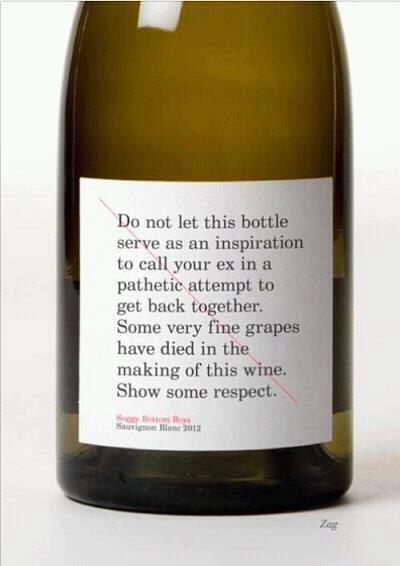 Do not let this bottle
serve as an inspiration
to call your ex in a
pathetic attempt to
get back together.
Some very fine grapes
have died in the
making of this wine.
Show some respect.
Soggy Bottom Boys
Sauvignon Blanc 2012
Zag